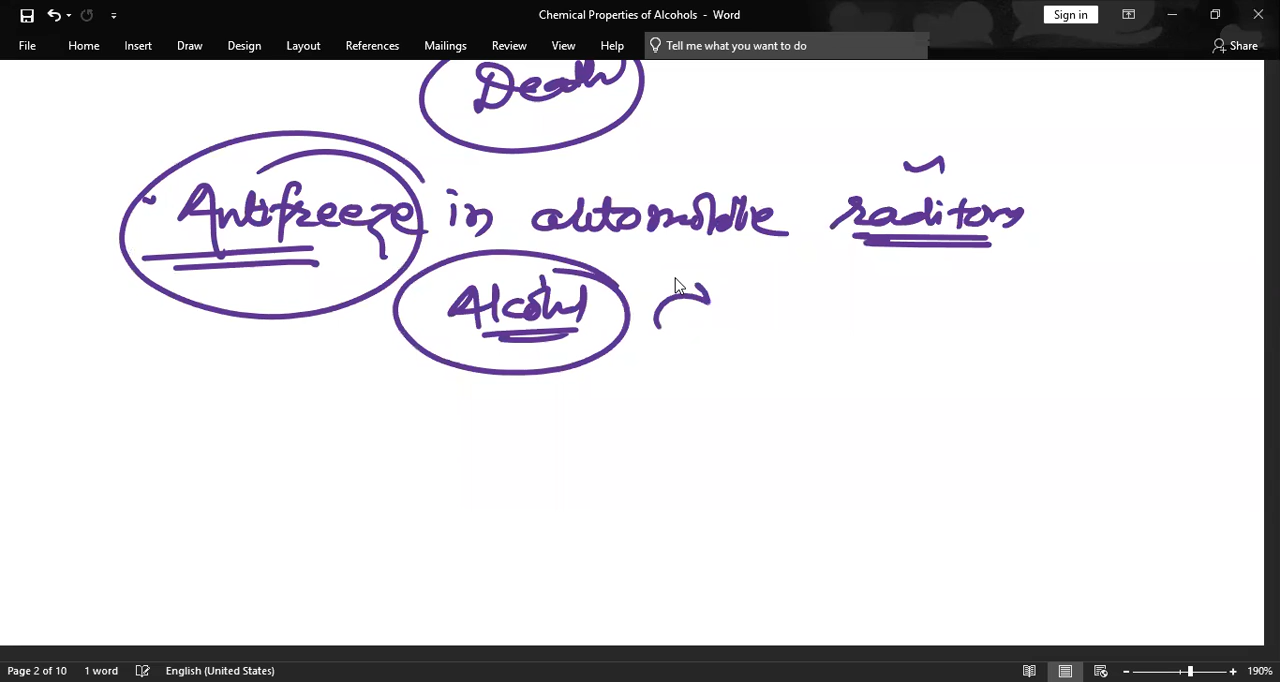 Chemical Properties of Alcohols - Word
Sign in
File Home Insert Draw Design Layout References Mailings Review View Help Tell me what you want to do Share
Death
Antifreeze in automobile raditors
Alcohol
Page 2 of 10 1 word English (United States) 190%